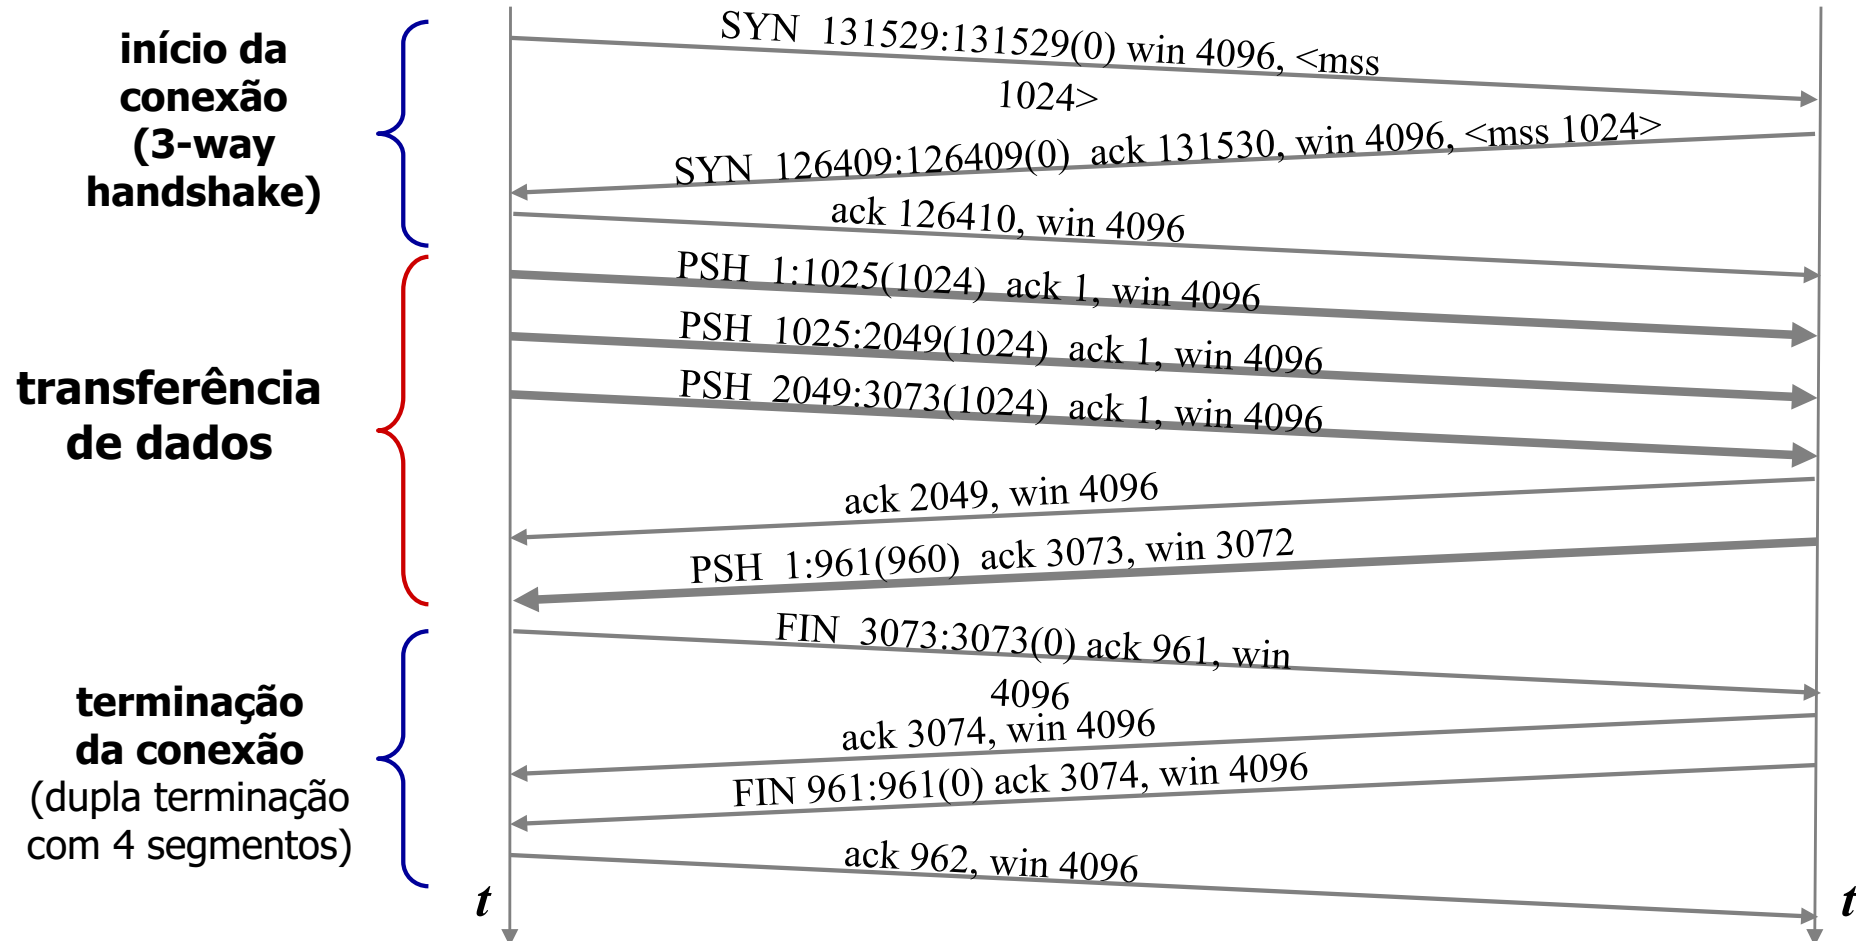 início da
conexão
(3-way
handshake)
SYN 131529:131529(0) win 4096, <mss
1024>
SYN 126409:126409(0) ack 131530, win 4096, <mss 1024>
ack 126410, win 4096
transferência
de dados
PSH 1:1025(1024) ack 1, win 4096
PSH 1025:2049(1024) ack 1, win 4096
PSH 2049:3073(1024) ack 1, win 4096
ack 2049, win 4096
PSH 1:961(960) ack 3073, win 3072
terminação
da conexão
(dupla terminação
com 4 segmentos)
FIN 3073:3073(0) ack 961, win
4096
ack 3074, win 4096
FIN 961:961(0) ack 3074, win 4096
ack 962, win 4096
t
t